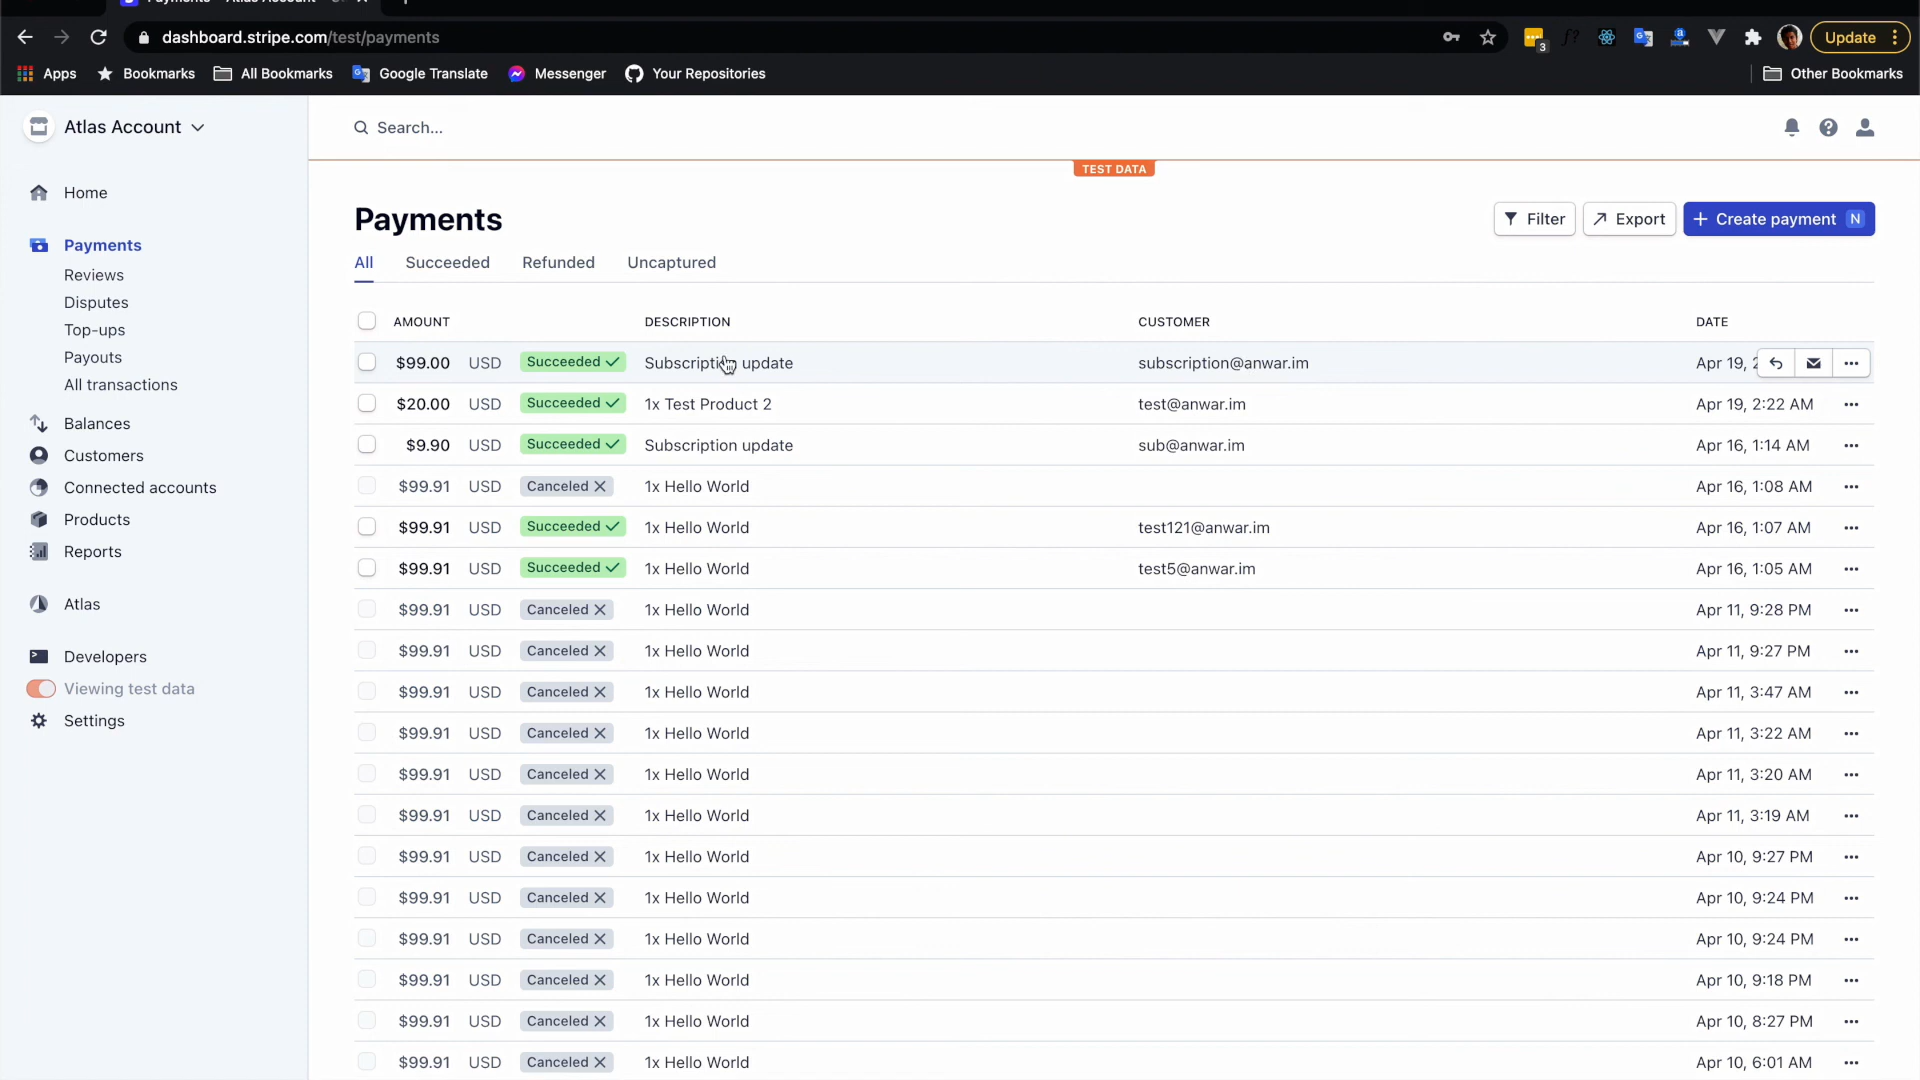 dashboard.stripe.com/test/payments
3
Update
Apps
Bookmarks
All Bookmarks
Google Translate
Messenger
Your Repositories
Other Bookmarks
Atlas Account
Search...
TEST DATA
Home
Payments
Reviews
Disputes
Top-ups
Payouts
All transactions
Balances
Customers
Connected accounts
Products
Reports
Atlas
Developers
Viewing test data
Settings
Payments
Filter
Export
Create payment N
All Succeeded Refunded Uncaptured
AMOUNT DESCRIPTION CUSTOMER DATE
$99.00 USD Succeeded Subscription update subscription@anwar.im Apr 19,
$20.00 USD Succeeded 1x Test Product 2 test@anwar.im Apr 19, 2:22 AM
$9.90 USD Succeeded Subscription update sub@anwar.im Apr 16, 1:14 AM
$99.91 USD Canceled 1x Hello World Apr 16, 1:08 AM
$99.91 USD Succeeded 1x Hello World test121@anwar.im Apr 16, 1:07 AM
$99.91 USD Succeeded 1x Hello World test5@anwar.im Apr 16, 1:05 AM
$99.91 USD Canceled 1x Hello World Apr 11, 9:28 PM
$99.91 USD Canceled 1x Hello World Apr 11, 9:27 PM
$99.91 USD Canceled 1x Hello World Apr 11, 3:47 AM
$99.91 USD Canceled 1x Hello World Apr 11, 3:22 AM
$99.91 USD Canceled 1x Hello World Apr 11, 3:20 AM
$99.91 USD Canceled 1x Hello World Apr 11, 3:19 AM
$99.91 USD Canceled 1x Hello World Apr 10, 9:27 PM
$99.91 USD Canceled 1x Hello World Apr 10, 9:24 PM
$99.91 USD Canceled 1x Hello World Apr 10, 9:24 PM
$99.91 USD Canceled 1x Hello World Apr 10, 9:18 PM
$99.91 USD Canceled 1x Hello World Apr 10, 8:27 PM
$99.91 USD Canceled 1x Hello World Apr 10, 6:01 AM